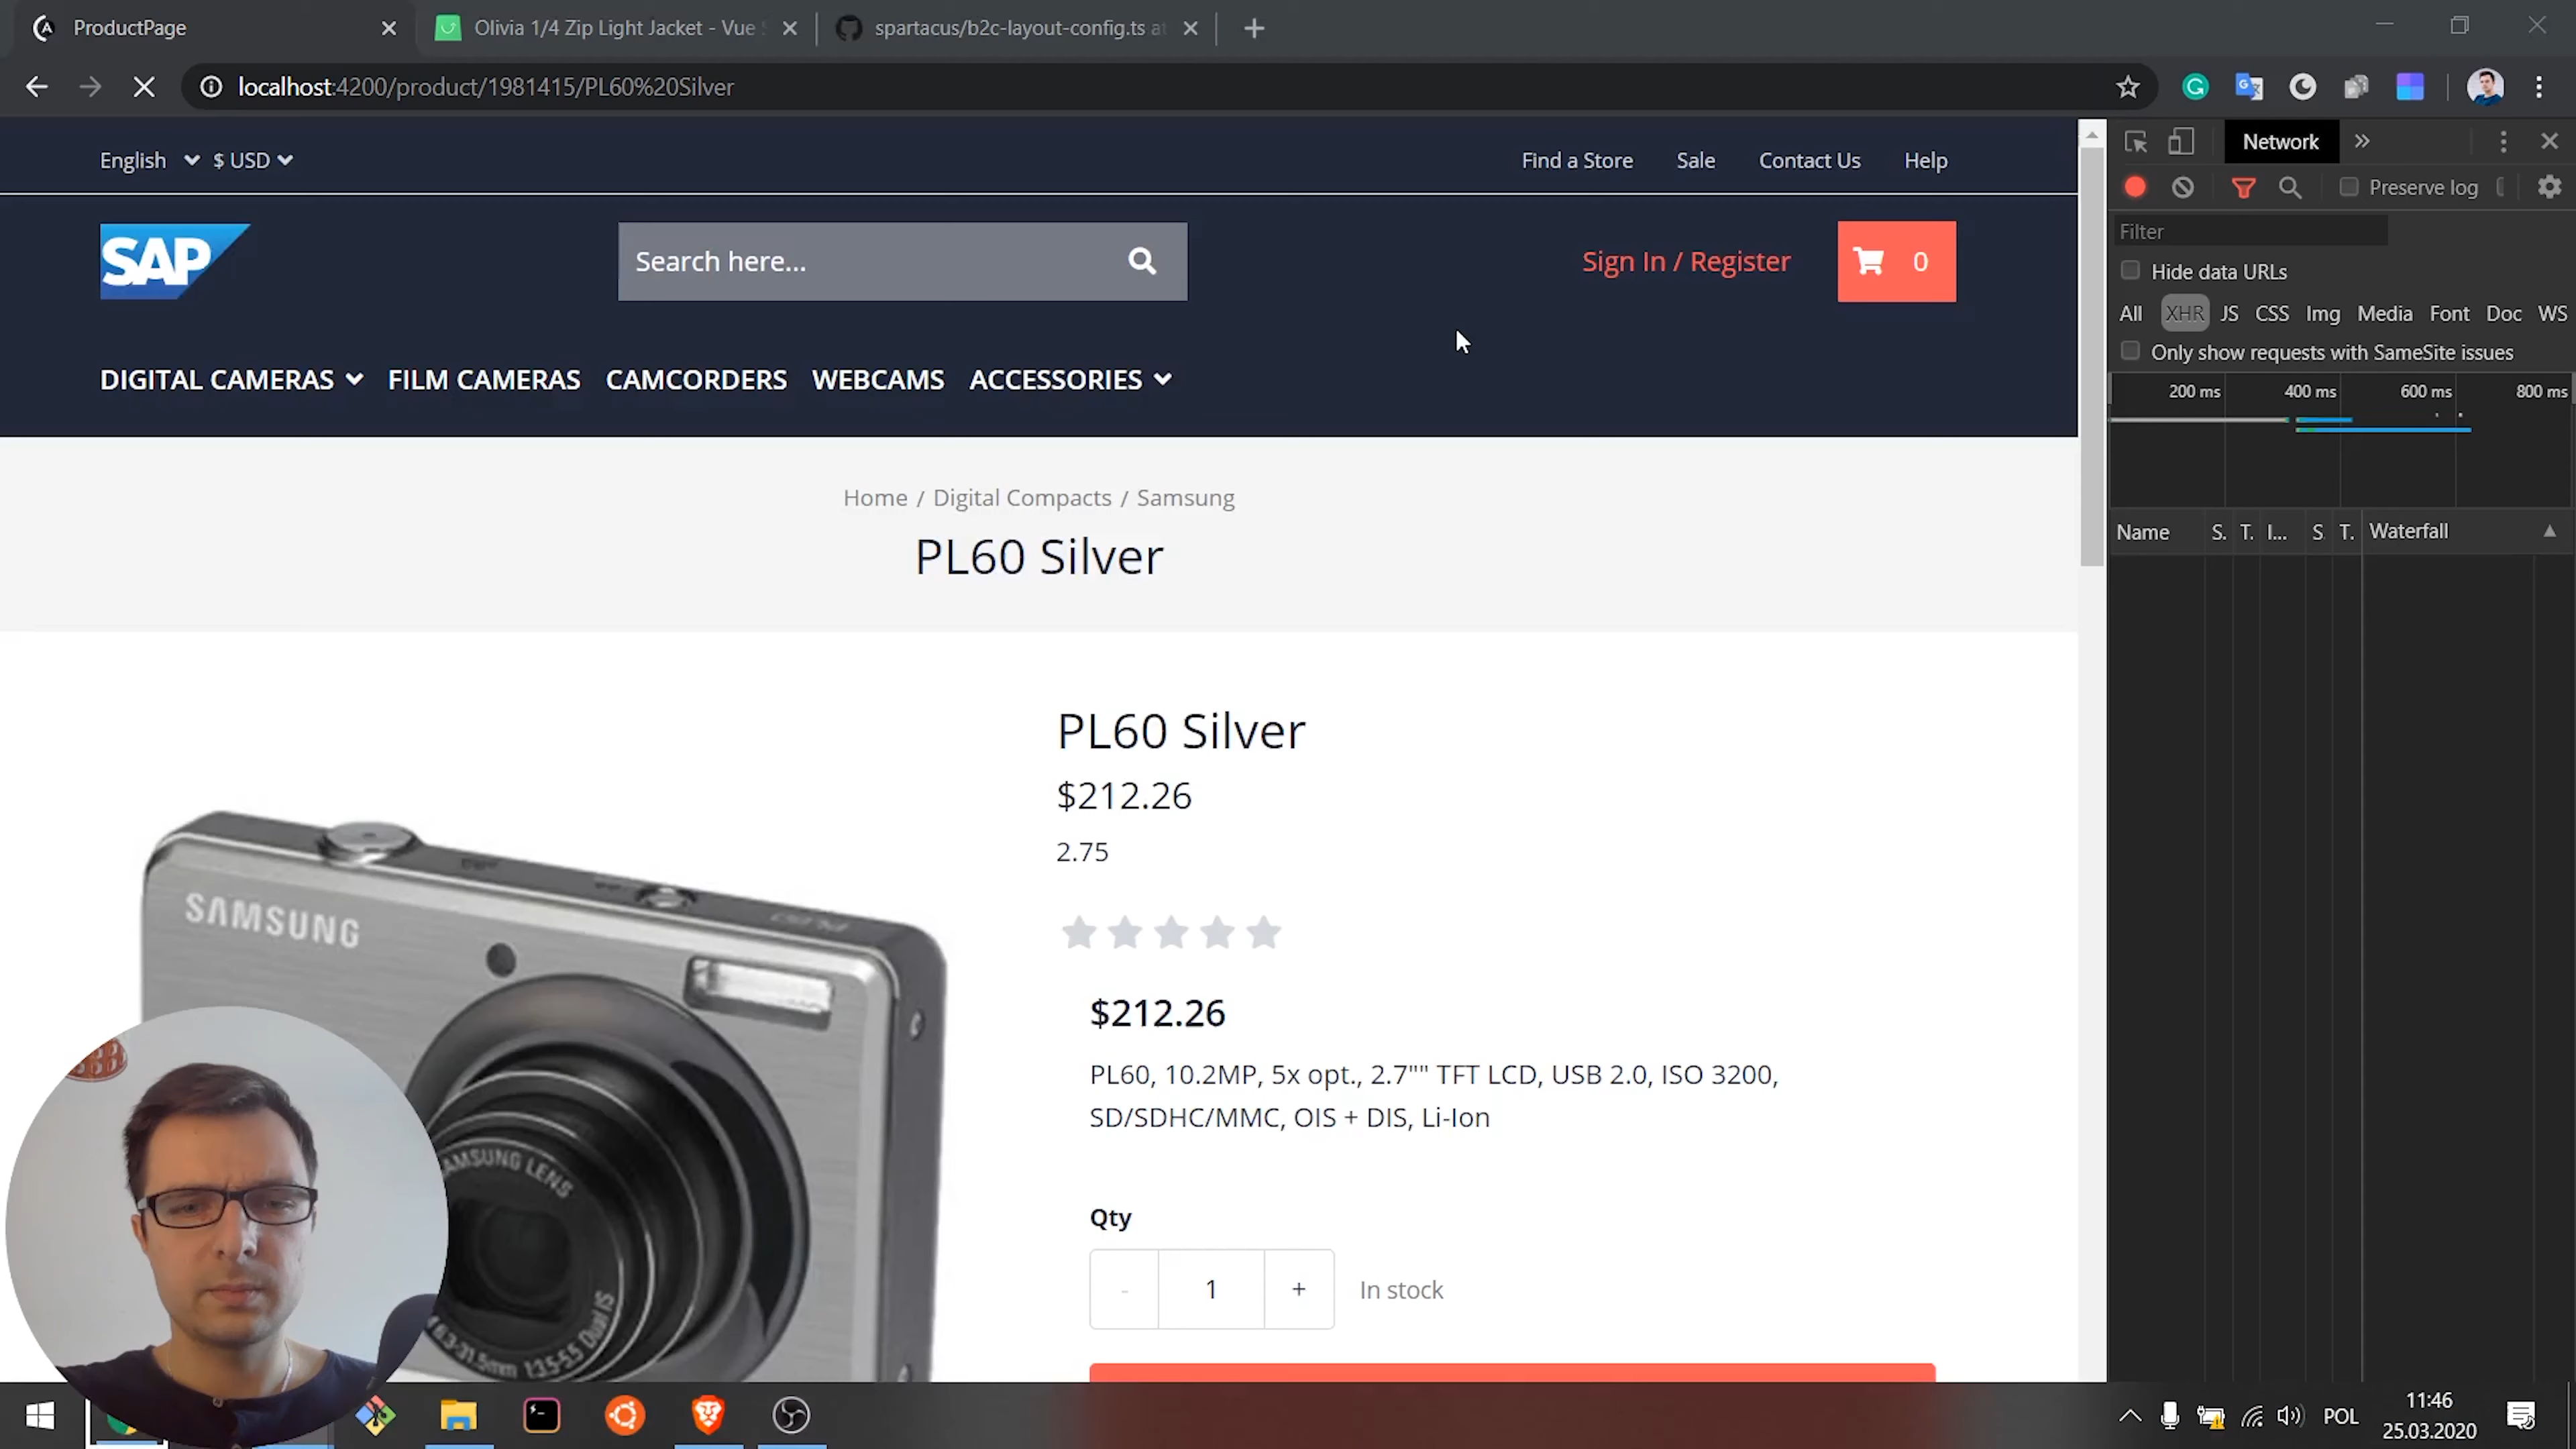 ProductPage
Olivia 1/4 Zip Light Jacket - Vue S
spartacus/b2c-layout-config.ts at
localhost:4200/product/1981415/PL60%20Silver
English $ USD
Find a Store Sale Contact Us Help
SAP
Search here...
Sign In / Register
0
DIGITAL CAMERAS FILM CAMERAS CAMCORDERS WEBCAMS ACCESSORIES
Home / Digital Compacts / Samsung
PL60 Silver
PL60 Silver
$212.26
2.75
$212.26
PL60, 10.2MP, 5x opt., 2.7"" TFT LCD, USB 2.0, ISO 3200,
SD/SDHC/MMC, OIS + DIS, Li-Ion
Qty
- 1 + In stock
SAMSUNG
SAMSUNG LENS
Network
Preserve log
Filter
Hide data URLs
All XHR JS CSS Img Media Font Doc WS
Only show requests with SameSite issues
200 ms 400 ms 600 ms 800 ms
Name S. T. I... S T. Waterfall
POL
11:46
25.03.2020